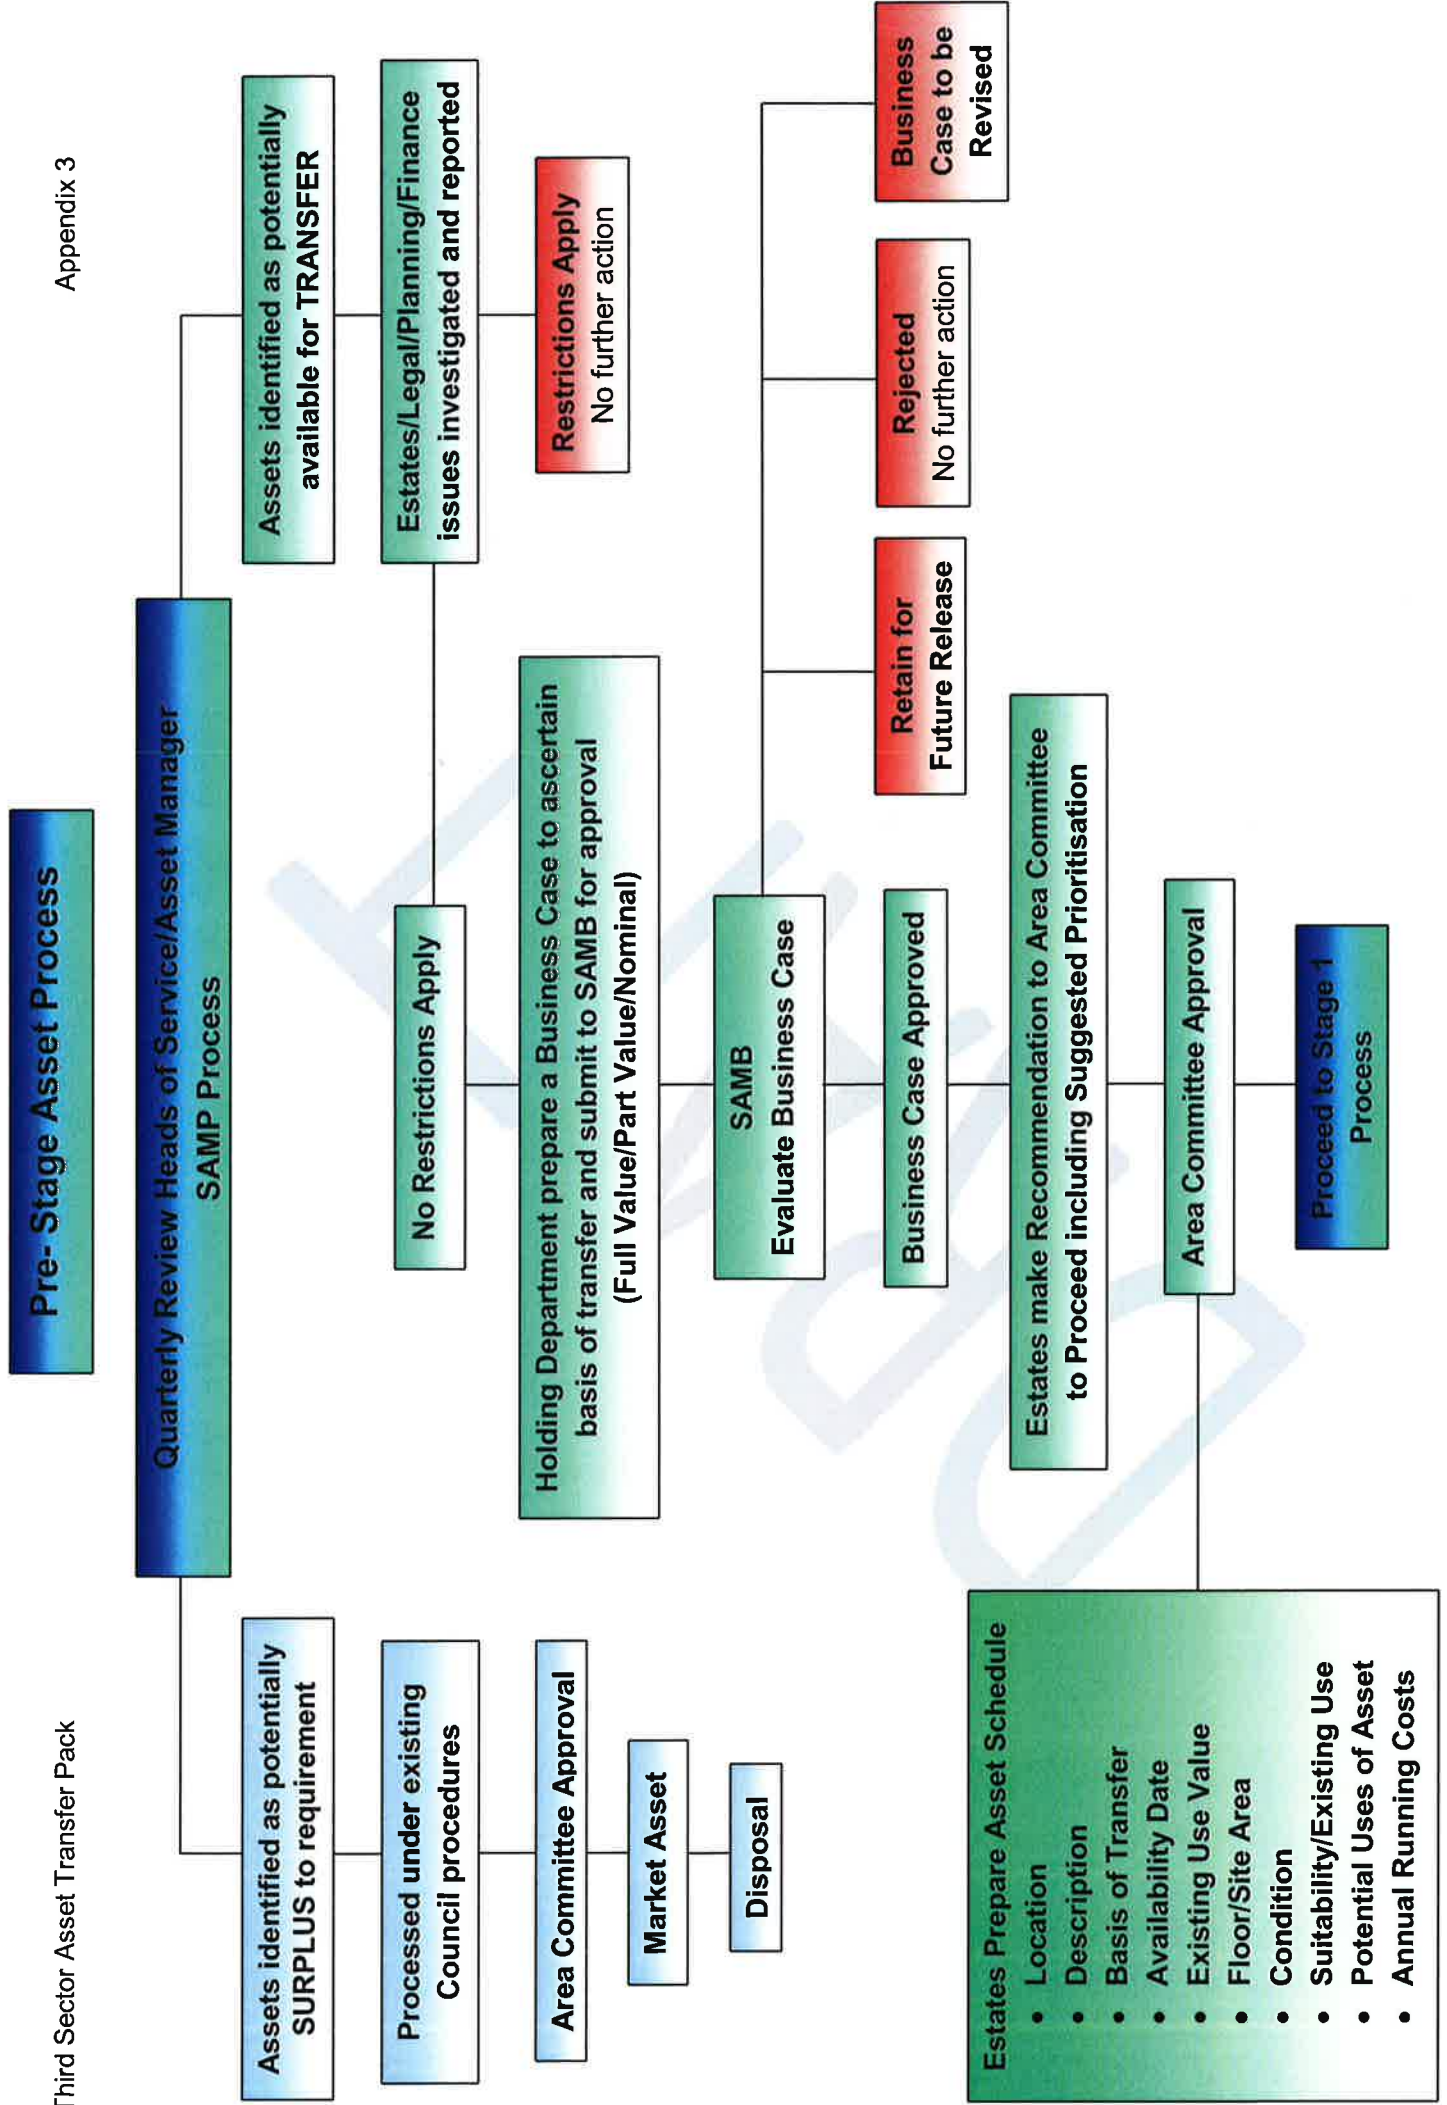 Third Sector Asset Transfer Pack
Appendix 3
Pre- Stage Asset Process
Quarterly Review Heads of Service/Asset Manager
SAMP Process
Assets identified as potentially
SURPLUS to requirement
Processed under existing
Council procedures
Area Committee Approval
Market Asset
Disposal
Assets identified as potentially
available for TRANSFER
Estates/Legal/Planning/Finance
issues investigated and reported
Restrictions Apply
No further action
No Restrictions Apply
Holding Department prepare a Business Case to ascertain
basis of transfer and submit to SAMB for approval
(Full Value/Part Value/Nominal)
SAMB
Evaluate Business Case
Retain for
Future Release
Rejected
No further action
Business
Case to be
Revised
Business Case Approved
Estates make Recommendation to Area Committee
to Proceed including Suggested Prioritisation
Area Committee Approval
Estates Prepare Asset Schedule
• Location
• Description
• Basis of Transfer
• Availability Date
• Existing Use Value
• Floor/Site Area
• Condition
• Suitability/Existing Use
• Potential Uses of Asset
• Annual Running Costs
Proceed to Stage 1
Process